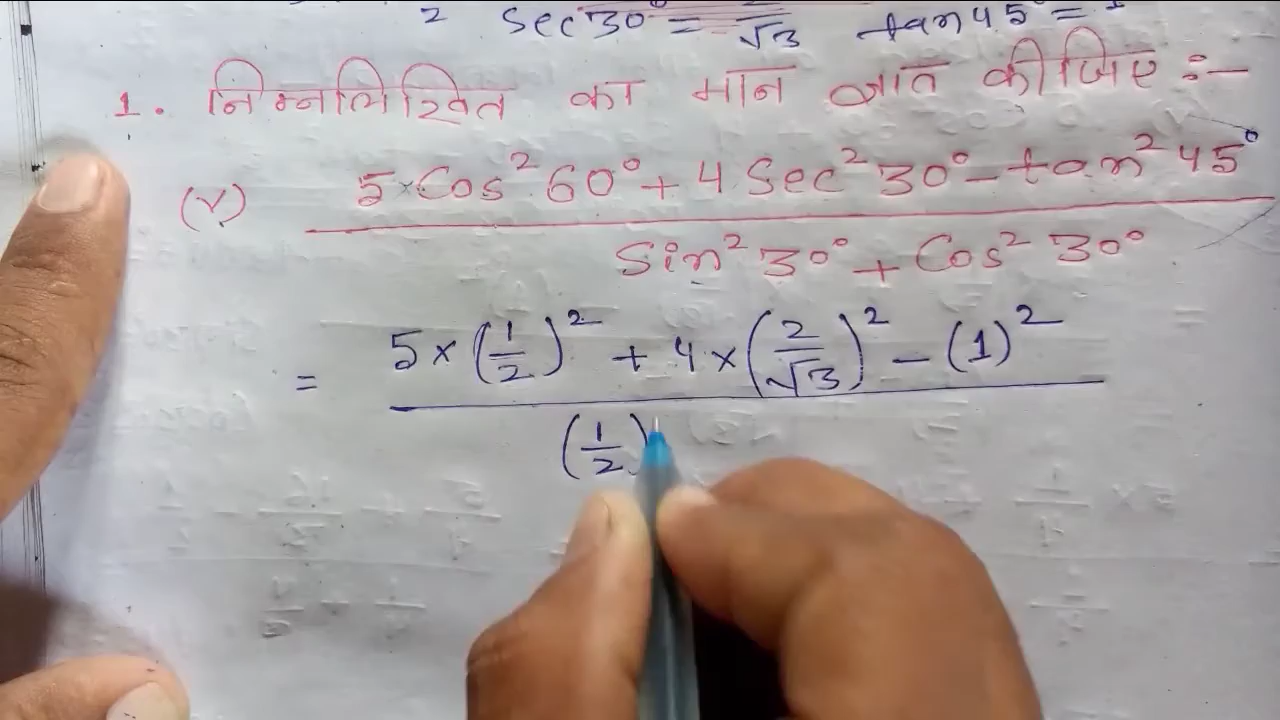 2 Sec 30° = 2/√3 tan 45° = 1
1. निम्नलिखित का मान ज्ञात कीजिए :-
(v) 5×Cos² 60° + 4 Sec² 30° - tan² 45°
Sin² 30° + Cos² 30°
= 5 × (1/2)² + 4 × (2/√3)² - (1)²
(1/2)